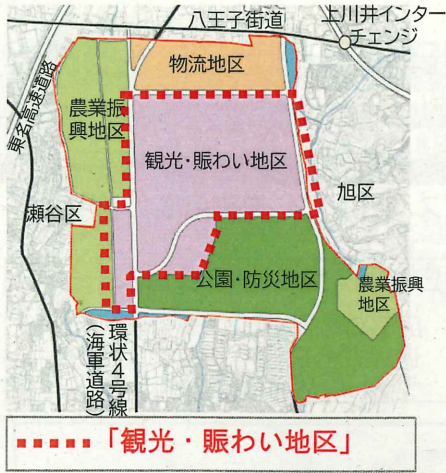 八王子街道
上川井インター
チェンジ
物流地区
東名高速道路
農業振
興地区
観光・賑わい地区
瀬谷区
旭区
公園・防災地区
農業振興
地区
環状4号線
(海軍道路)
「観光・賑わい地区」